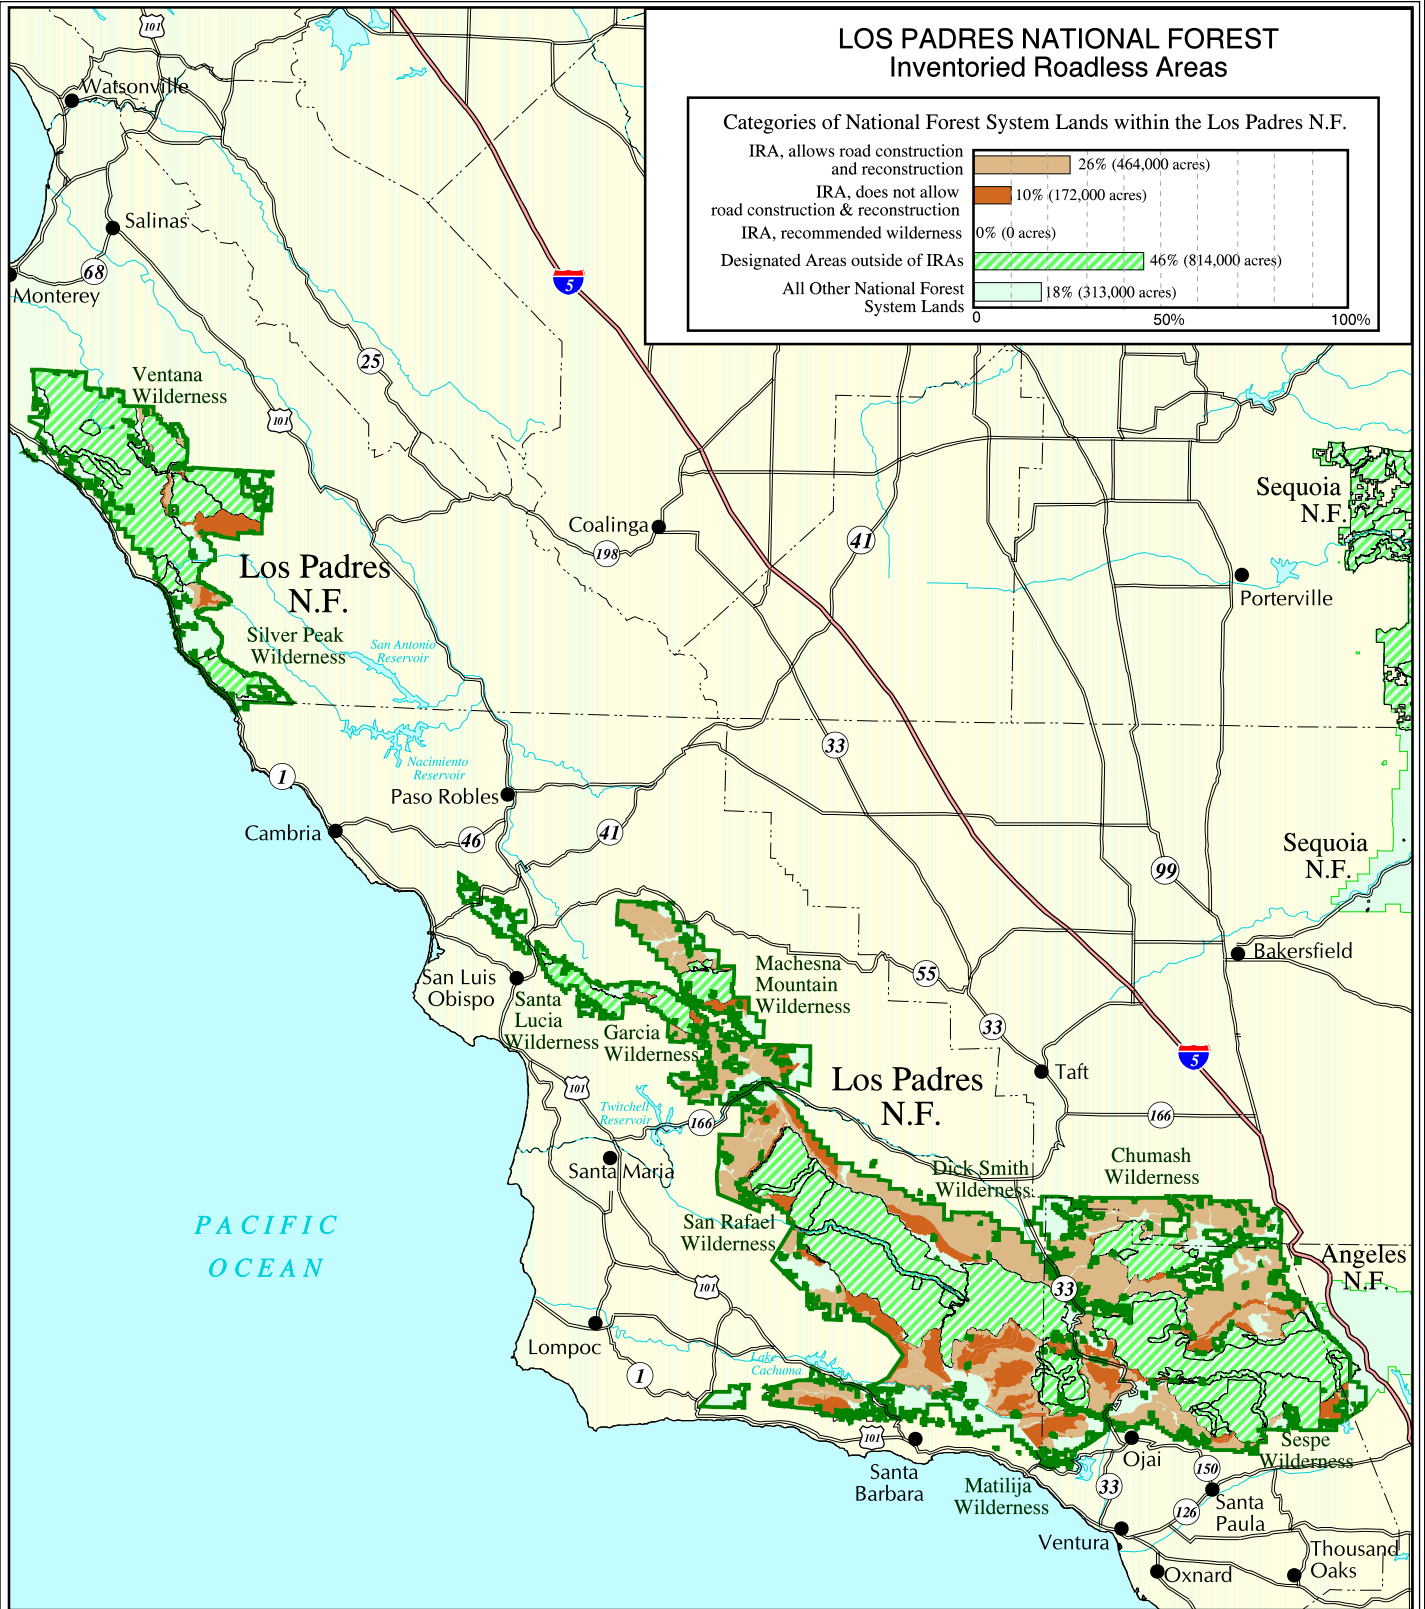 LOS PADRES NATIONAL FOREST
Inventoried Roadless Areas
Categories of National Forest System Lands within the Los Padres N.F.
IRA, allows road construction
and reconstruction
26% (464,000 acres)
IRA, does not allow
road construction & reconstruction
10% (172,000 acres)
IRA, recommended wilderness
0% (0 acres)
Designated Areas outside of IRAs
46% (814,000 acres)
All Other National Forest
System Lands
18% (313,000 acres)
0
50%
100%
101
Watsonville
Salinas
68
Monterey
5
25
Ventana
Wilderness
101
Sequoia
N.F.
Coalinga
198
41
Los Padres
N.F.
Porterville
Silver Peak
Wilderness
San Antonio
Reservoir
33
Nacimiento
Reservoir
1
Paso Robles
Cambria
46
41
Sequoia
N.F.
99
Bakersfield
Machesna
Mountain
Wilderness
55
San Luis
Obispo
Santa
Lucia
Wilderness
Garcia
Wilderness
33
5
Taft
Los Padres
N.F.
101
Twitchell
Reservoir
166
166
Santa Maria
Dick Smith
Wilderness
Chumash
Wilderness
PACIFIC
OCEAN
San Rafael
Wilderness
Angeles
N.F.
101
33
Lompoc
1
Lake
Cachuma
101
Santa
Barbara
Ojai
Sespe
Wilderness
Matilija
Wilderness
33
150
126
Santa
Paula
Ventura
Thousand
Oaks
Oxnard